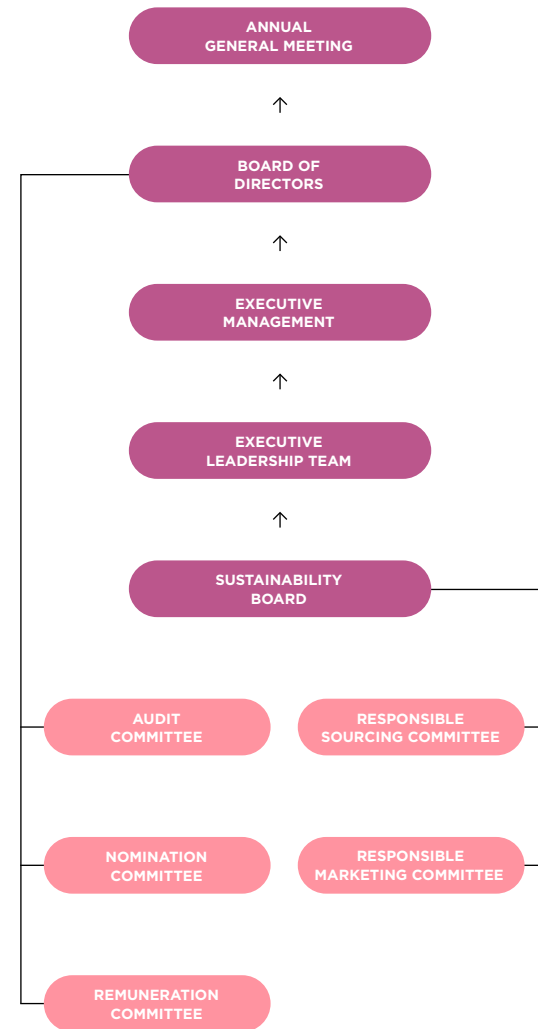 ANNUAL
GENERAL MEETING
BOARD OF
DIRECTORS
EXECUTIVE
MANAGEMENT
EXECUTIVE
LEADERSHIP TEAM
SUSTAINABILITY
BOARD
AUDIT
COMMITTEE
RESPONSIBLE
SOURCING COMMITTEE
NOMINATION
COMMITTEE
RESPONSIBLE
MARKETING COMMITTEE
REMUNERATION
COMMITTEE